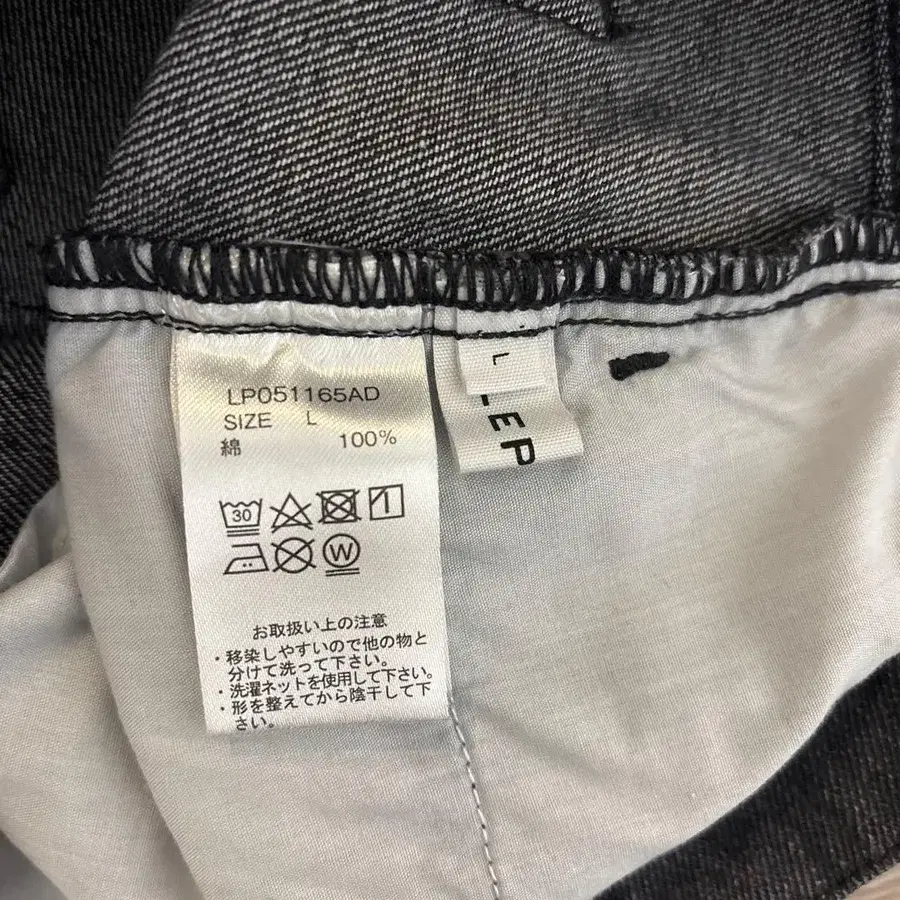 LP051165AD
SIZE L
綿 100%
30
W
お取扱い上の注意
・移染しやすいので他の物と
分けて洗って下さい。
・洗濯ネットを使用して下さい。
・形を整えてから陰干して下
さい。
L
LEP